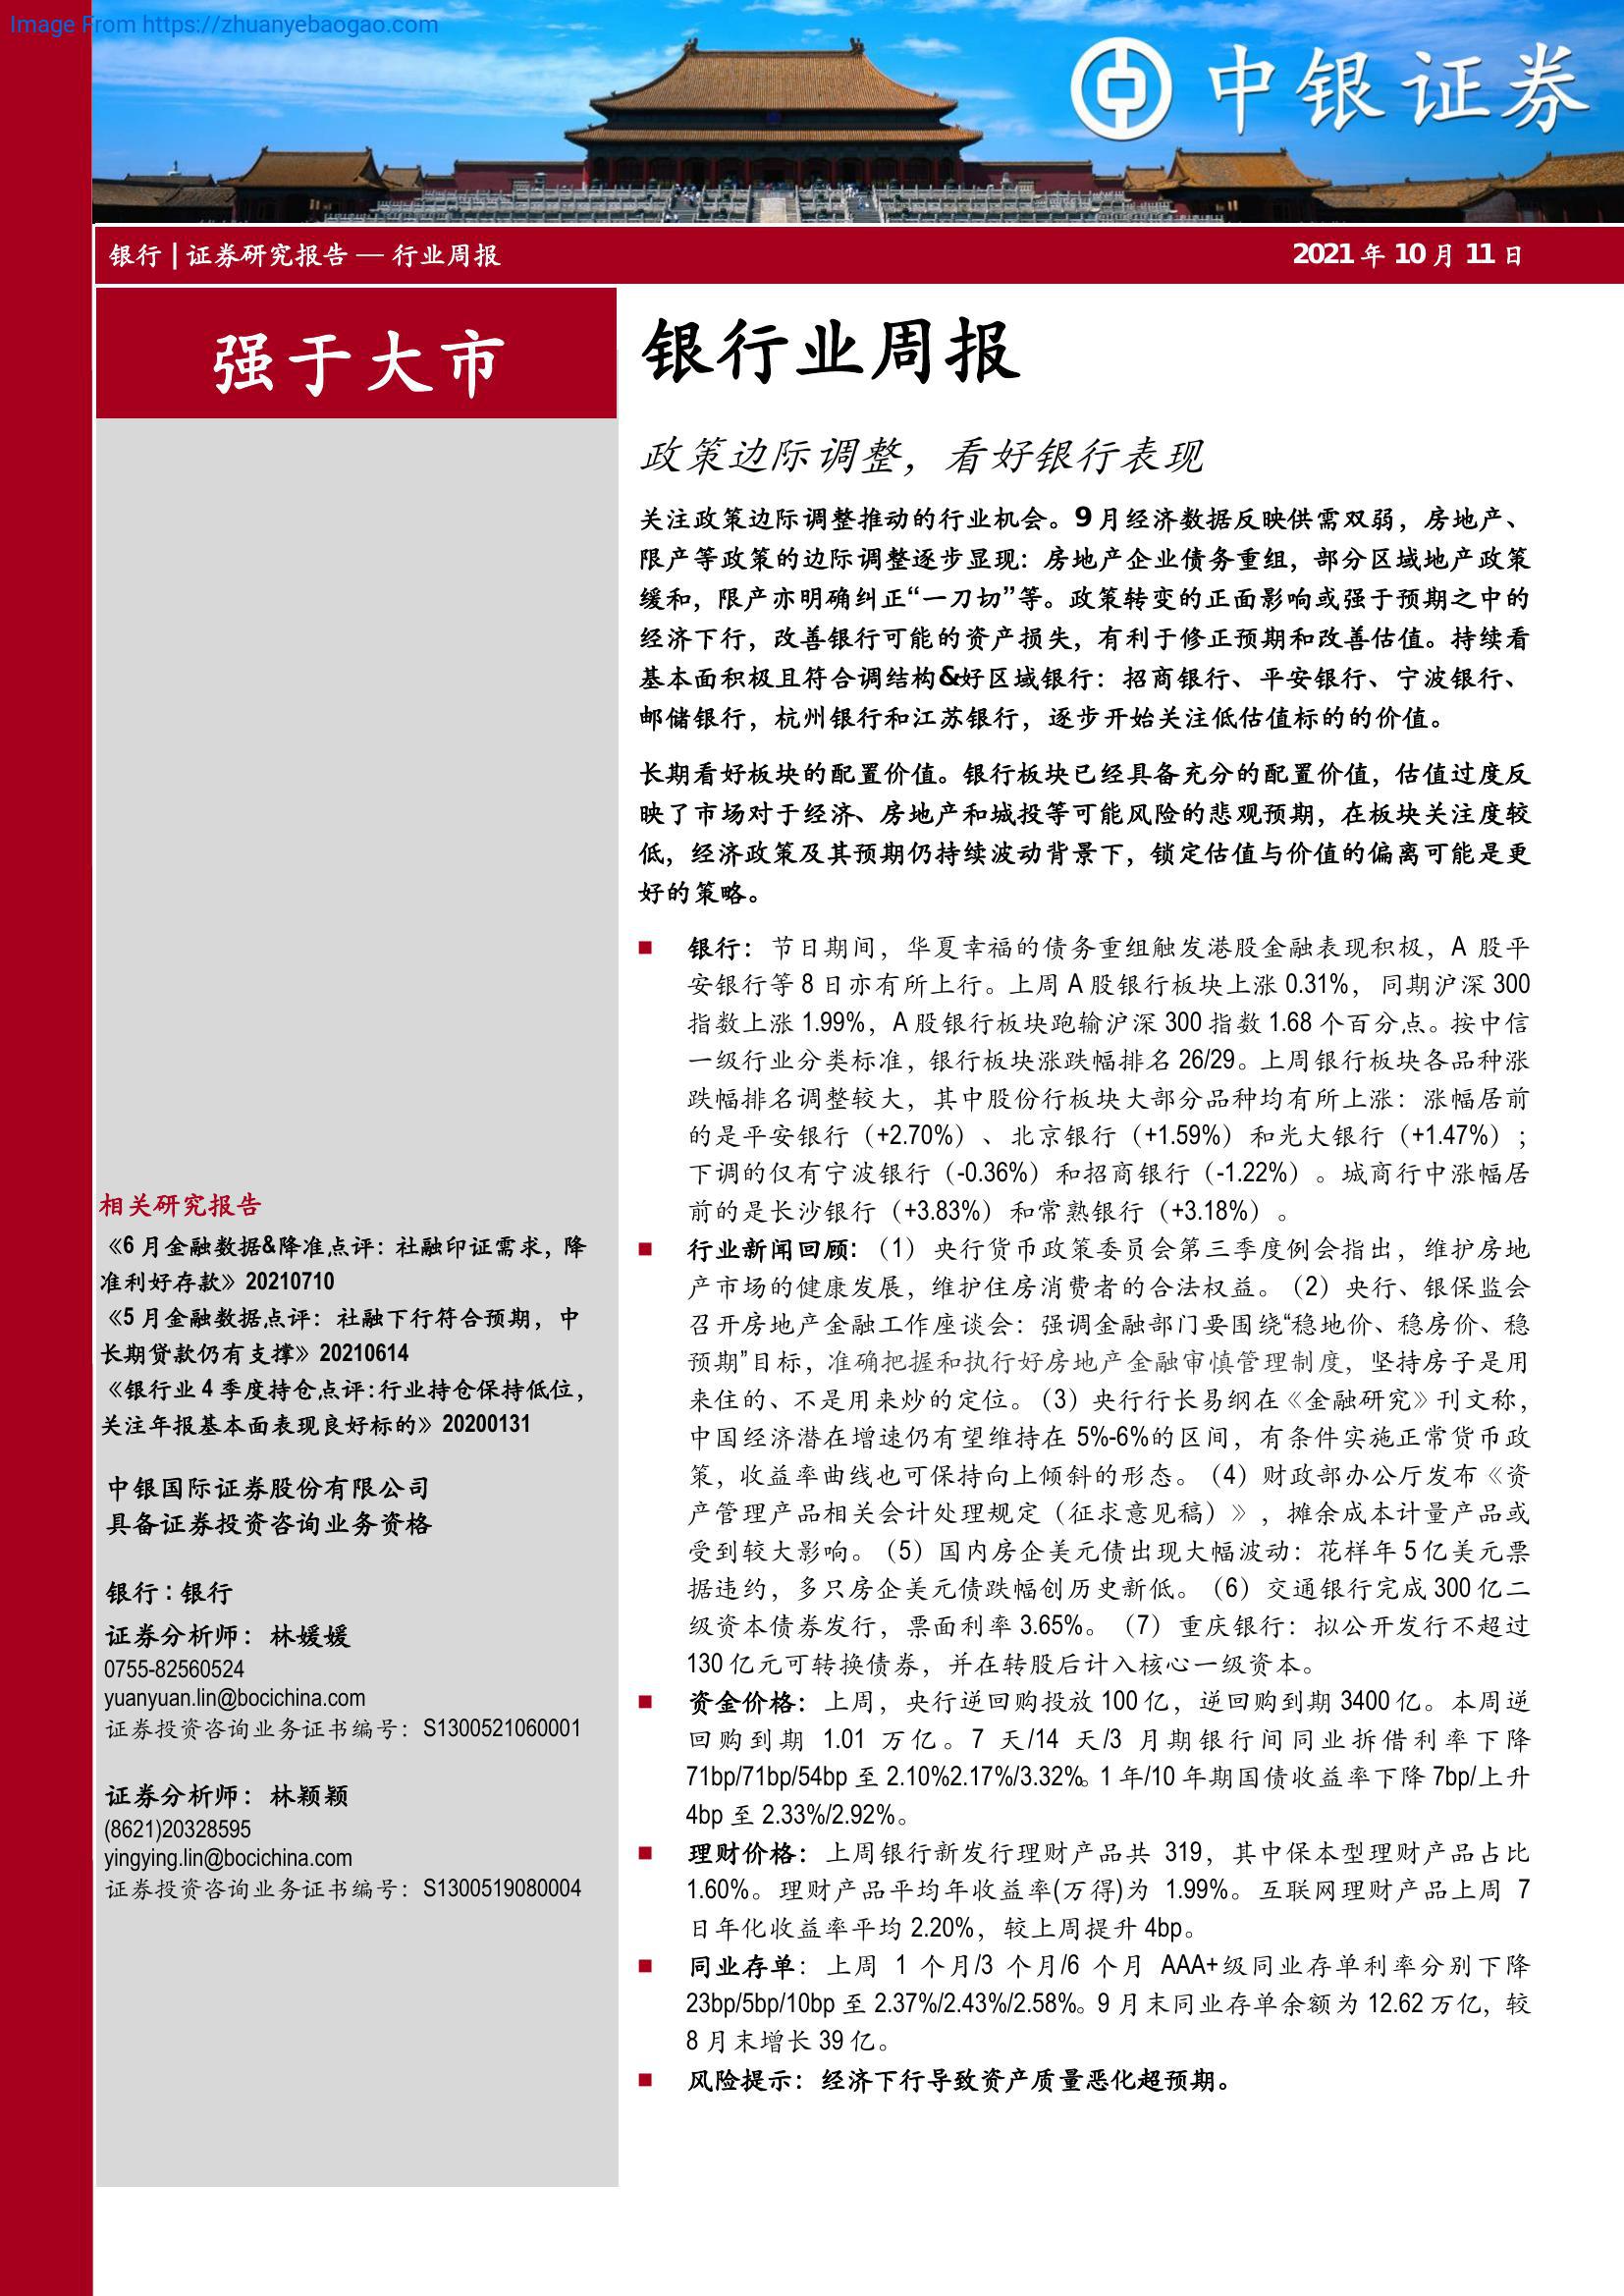 Image From https://zhuanyebaogao.com
中银证券
银行 | 证券研究报告 — 行业周报
2021 年 10 月 11 日
强于大市
银行业周报
政策边际调整，看好银行表现
关注政策边际调整推动的行业机会。9 月经济数据反映供需双弱，房地产、
限产等政策的边际调整逐步显现：房地产企业债务重组，部分区域地产政策
缓和，限产亦明确纠正“一刀切”等。政策转变的正面影响或强于预期之中的
经济下行，改善银行可能的资产损失，有利于修正预期和改善估值。持续看
基本面积极且符合调结构&好区域银行：招商银行、平安银行、宁波银行、
邮储银行，杭州银行和江苏银行，逐步开始关注低估值标的的价值。
长期看好板块的配置价值。银行板块已经具备充分的配置价值，估值过度反
映了市场对于经济、房地产和城投等可能风险的悲观预期，在板块关注度较
低，经济政策及其预期仍持续波动背景下，锁定估值与价值的偏离可能是更
好的策略。
■ 银行：节日期间，华夏幸福的债务重组触发港股金融表现积极，A 股平
安银行等 8 日亦有所上行。上周 A 股银行板块上涨 0.31%，同期沪深 300
指数上涨 1.99%，A 股银行板块跑输沪深 300 指数 1.68 个百分点。按中信
一级行业分类标准，银行板块涨跌幅排名 26/29。上周银行板块各品种涨
跌幅排名调整较大，其中股份行板块大部分品种均有所上涨：涨幅居前
的是平安银行（+2.70%）、北京银行（+1.59%）和光大银行（+1.47%）；
下调的仅有宁波银行（-0.36%）和招商银行（-1.22%）。城商行中涨幅居
前的是长沙银行（+3.83%）和常熟银行（+3.18%）。
■ 行业新闻回顾:（1）央行货币政策委员会第三季度例会指出，维护房地
产市场的健康发展，维护住房消费者的合法权益。（2）央行、银保监会
召开房地产金融工作座谈会：强调金融部门要围绕“稳地价、稳房价、稳
预期”目标，准确把握和执行好房地产金融审慎管理制度，坚持房子是用
来住的、不是用来炒的定位。（3）央行行长易纲在《金融研究》刊文称，
中国经济潜在增速仍有望维持在 5%-6%的区间，有条件实施正常货币政
策，收益率曲线也可保持向上倾斜的形态。（4）财政部办公厅发布《资
产管理产品相关会计处理规定（征求意见稿）》，摊余成本计量产品或
受到较大影响。（5）国内房企美元债出现大幅波动：花样年 5 亿美元票
据违约，多只房企美元债跌幅创历史新低。（6）交通银行完成 300 亿二
级资本债券发行，票面利率 3.65%。（7）重庆银行：拟公开发行不超过
130 亿元可转换债券，并在转股后计入核心一级资本。
■ 资金价格：上周，央行逆回购投放 100 亿，逆回购到期 3400 亿。本周逆
回购到期 1.01 万亿。7 天/14 天/3 月期银行间同业拆借利率下降
71bp/71bp/54bp 至 2.10%2.17%/3.32%。1 年/10 年期国债收益率下降 7bp/上升
4bp 至 2.33%/2.92%。
■ 理财价格：上周银行新发行理财产品共 319，其中保本型理财产品占比
1.60%。理财产品平均年收益率(万得)为 1.99%。互联网理财产品上周 7
日年化收益率平均 2.20%，较上周提升 4bp。
■ 同业存单：上周 1 个月/3 个月/6 个月 AAA+级同业存单利率分别下降
23bp/5bp/10bp 至 2.37%/2.43%/2.58%。9 月末同业存单余额为 12.62 万亿，较
8 月末增长 39 亿。
■ 风险提示：经济下行导致资产质量恶化超预期。
相关研究报告
《6 月金融数据&降准点评：社融印证需求，降
准利好存款》20210710
《5 月金融数据点评：社融下行符合预期，中
长期贷款仍有支撑》20210614
《银行业 4 季度持仓点评:行业持仓保持低位，
关注年报基本面表现良好标的》20200131
中银国际证券股份有限公司
具备证券投资咨询业务资格
银行 : 银行
证券分析师：林媛媛
0755-82560524
yuanyuan.lin@bocichina.com
证券投资咨询业务证书编号：S1300521060001
证券分析师：林颖颖
(8621)20328595
yingying.lin@bocichina.com
证券投资咨询业务证书编号：S1300519080004